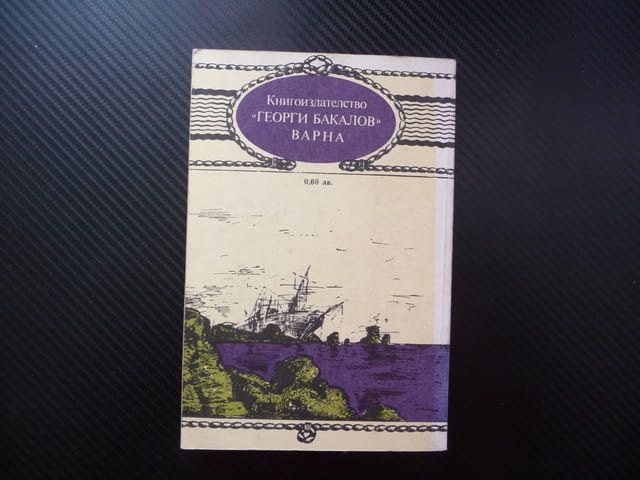 Книгоиздателство
«ГЕОРГИ БАКАЛОВ»
ВАРНА
0,60 лв.